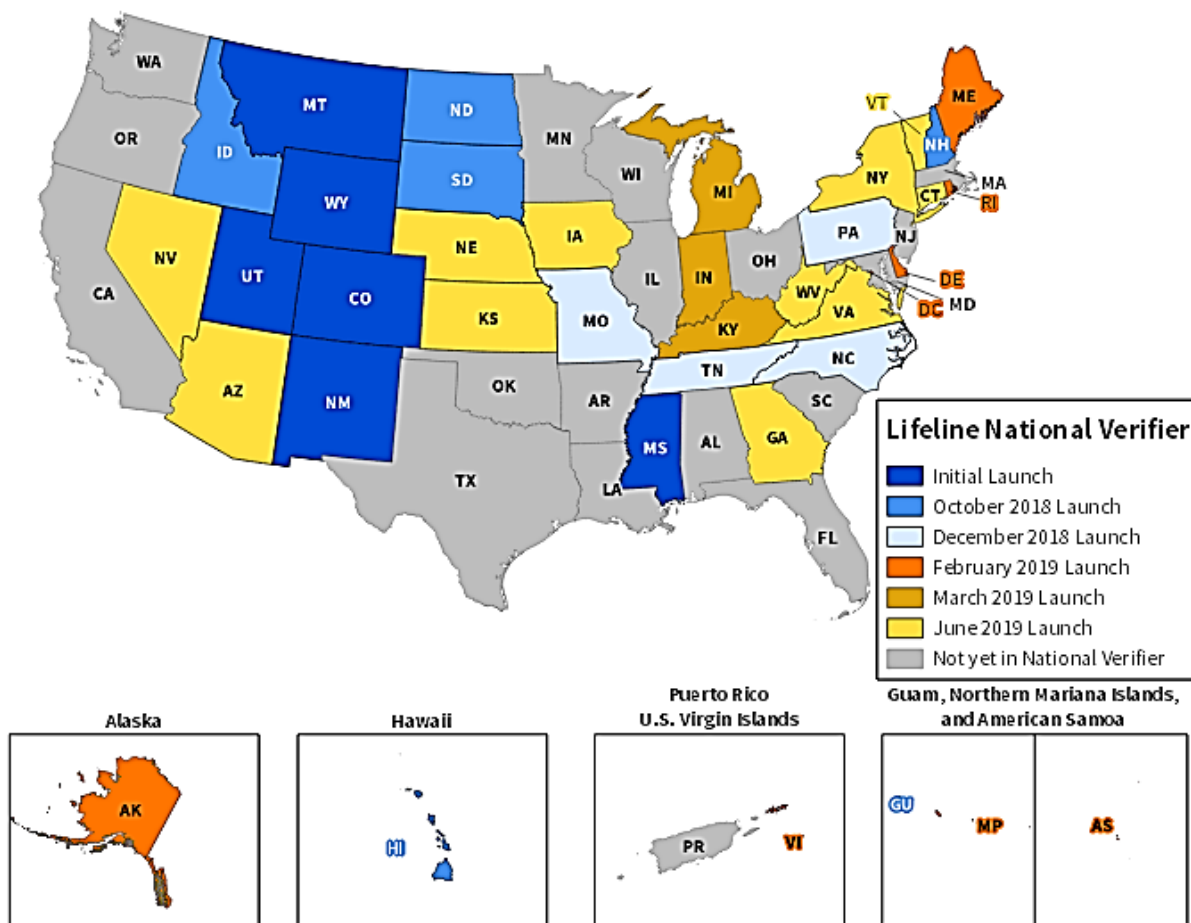 WA
MT
ND
MN
ME
VT
NH
OR
ID
SD
WI
MI
NY
MA
CT
RI
WY
NE
IA
PA
NJ
NV
UT
CO
IL
IN
OH
DE
CA
KS
MO
WV
VA
DC
MD
KY
AZ
NM
OK
AR
TN
NC
SC
TX
LA
MS
AL
GA
FL
Lifeline National Verifier
Initial Launch
October 2018 Launch
December 2018 Launch
February 2019 Launch
March 2019 Launch
June 2019 Launch
Not yet in National Verifier
Alaska
Hawaii
Puerto Rico
U.S. Virgin Islands
Guam, Northern Mariana Islands,
and American Samoa
AK
HI
PR
VI
GU
MP
AS